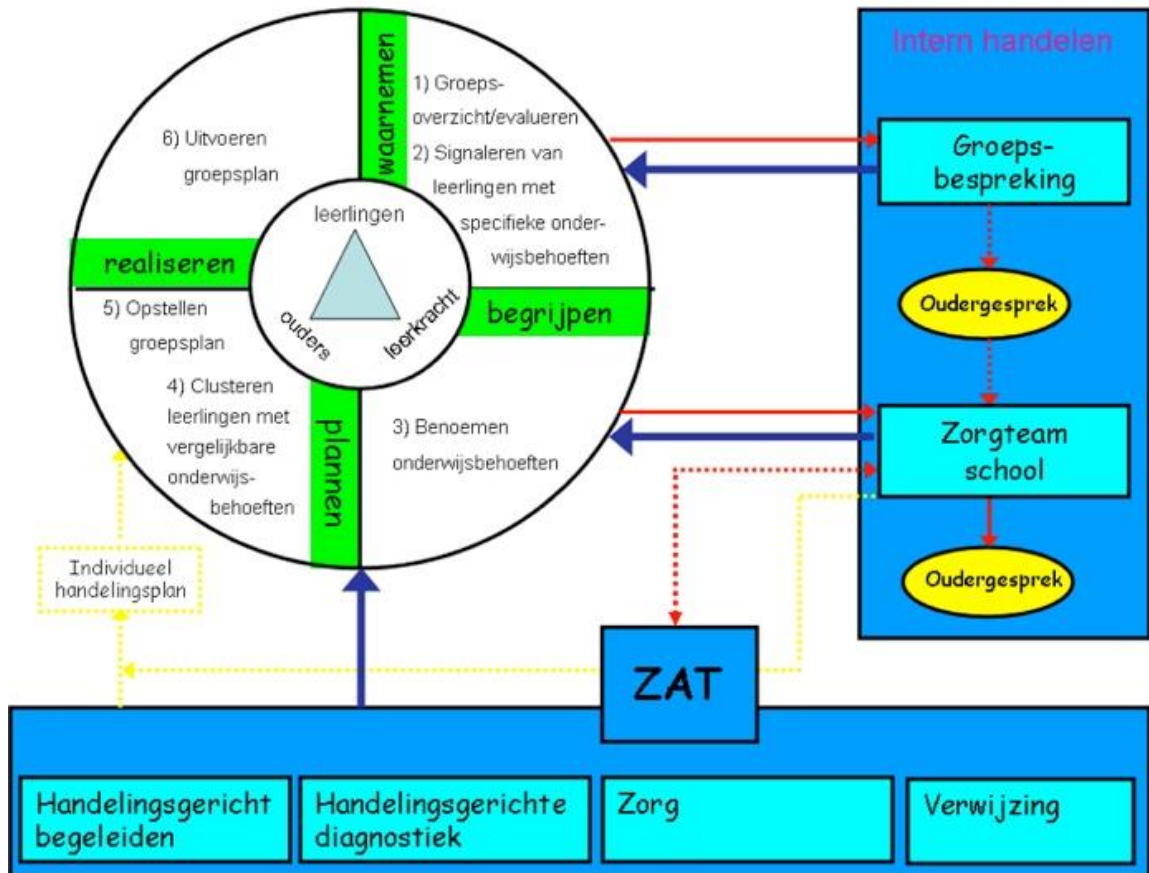 waarnemen
1) Groeps-
overzicht/evalueren
2) Signaleren van
leerlingen met
specifieke onder-
wijsbehoeften
begrijpen
3) Benoemen
onderwijsbehoeften
plannen
4) Clusteren
leerlingen met
vergelijkbare
onderwijs-
behoeften
5) Opstellen
groepsplan
realiseren
6) Uitvoeren
groepsplan
leerlingen
ouders
leerkracht
Individueel
handelingsplan
Intern handelen
Groeps-
bespreking
Oudergesprek
Zorgteam
school
Oudergesprek
ZAT
Handelingsgericht
begeleiden
Handelingsgerichte
diagnostiek
Zorg
Verwijzing